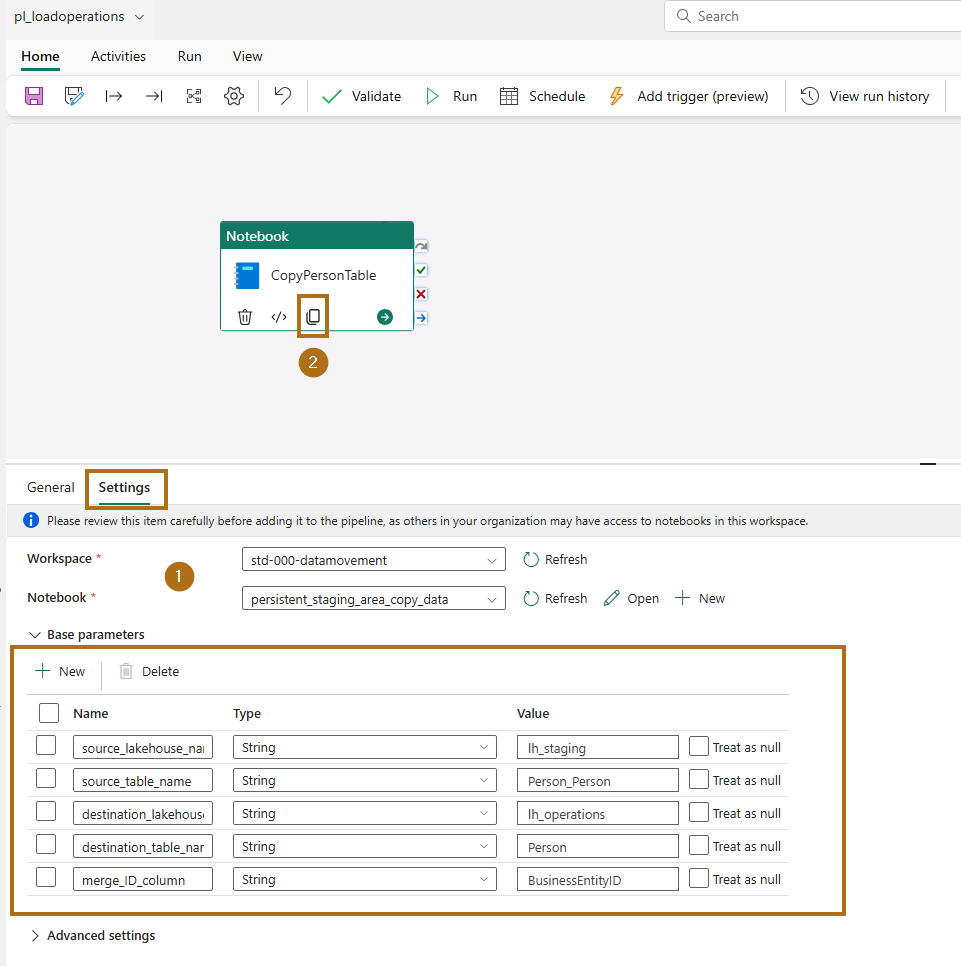 pl_loadoperations
Search
Home Activities Run View
Validate Run Schedule Add trigger (preview) View run history
Notebook
CopyPersonTable
2
General Settings
Please review this item carefully before adding it to the pipeline, as others in your organization may have access to notebooks in this workspace.
Workspace * std-000-datamovement Refresh
1
Notebook * persistent_staging_area_copy_data Refresh Open New
Base parameters
New Delete
Name Type Value
source_lakehouse_nar String lh_staging Treat as null
source_table_name String Person_Person Treat as null
destination_lakehous String lh_operations Treat as null
destination_table_nar String Person Treat as null
merge_ID_column String BusinessEntityID Treat as null
Advanced settings